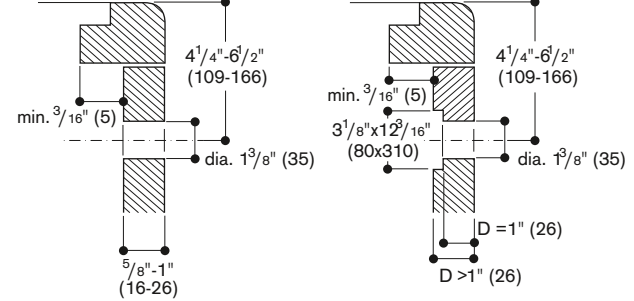 4 1/4"-6 1/2"
(109-166)
min. 3/16" (5)
dia. 1 3/8" (35)
5/8"-1"
(16-26)
4 1/4"-6 1/2"
(109-166)
min. 3/16" (5)
3 1/8"x12 3/16"
(80x310)
dia. 1 3/8" (35)
D =1" (26)
D >1" (26)